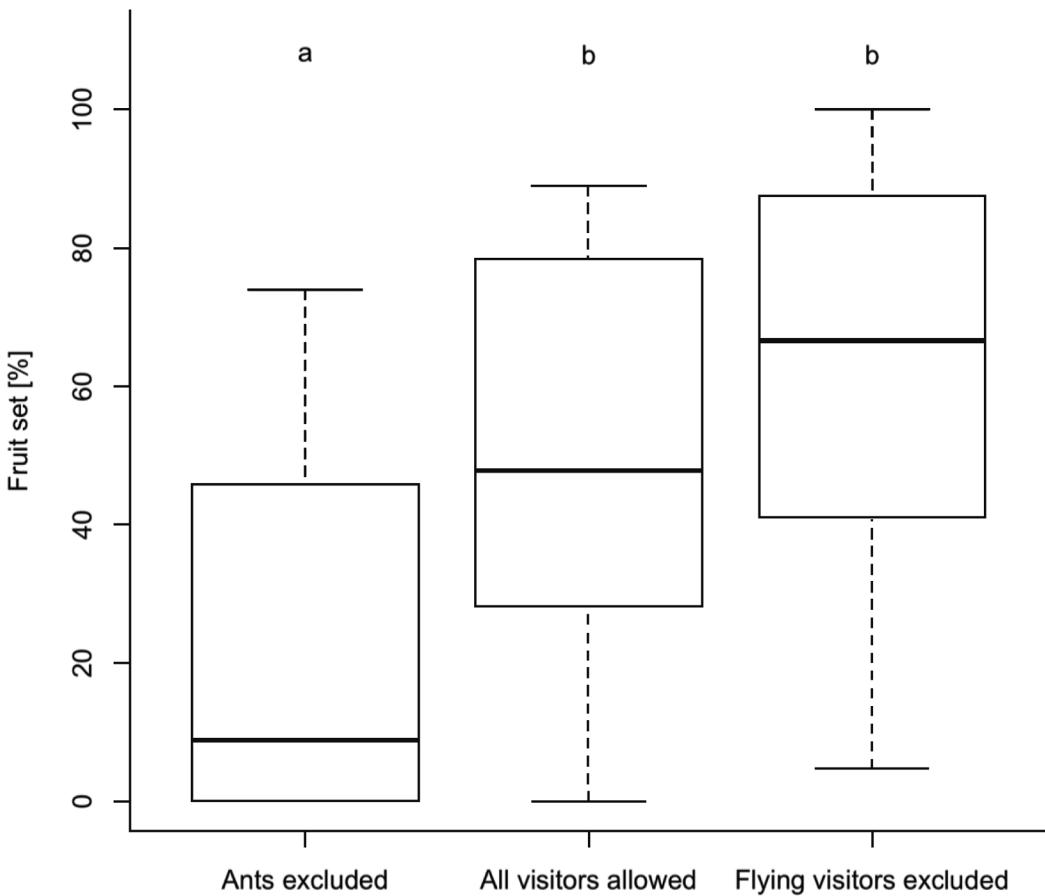 a b b
100
80
60
40
20
0
Fruit set [%]
Ants excluded All visitors allowed Flying visitors excluded